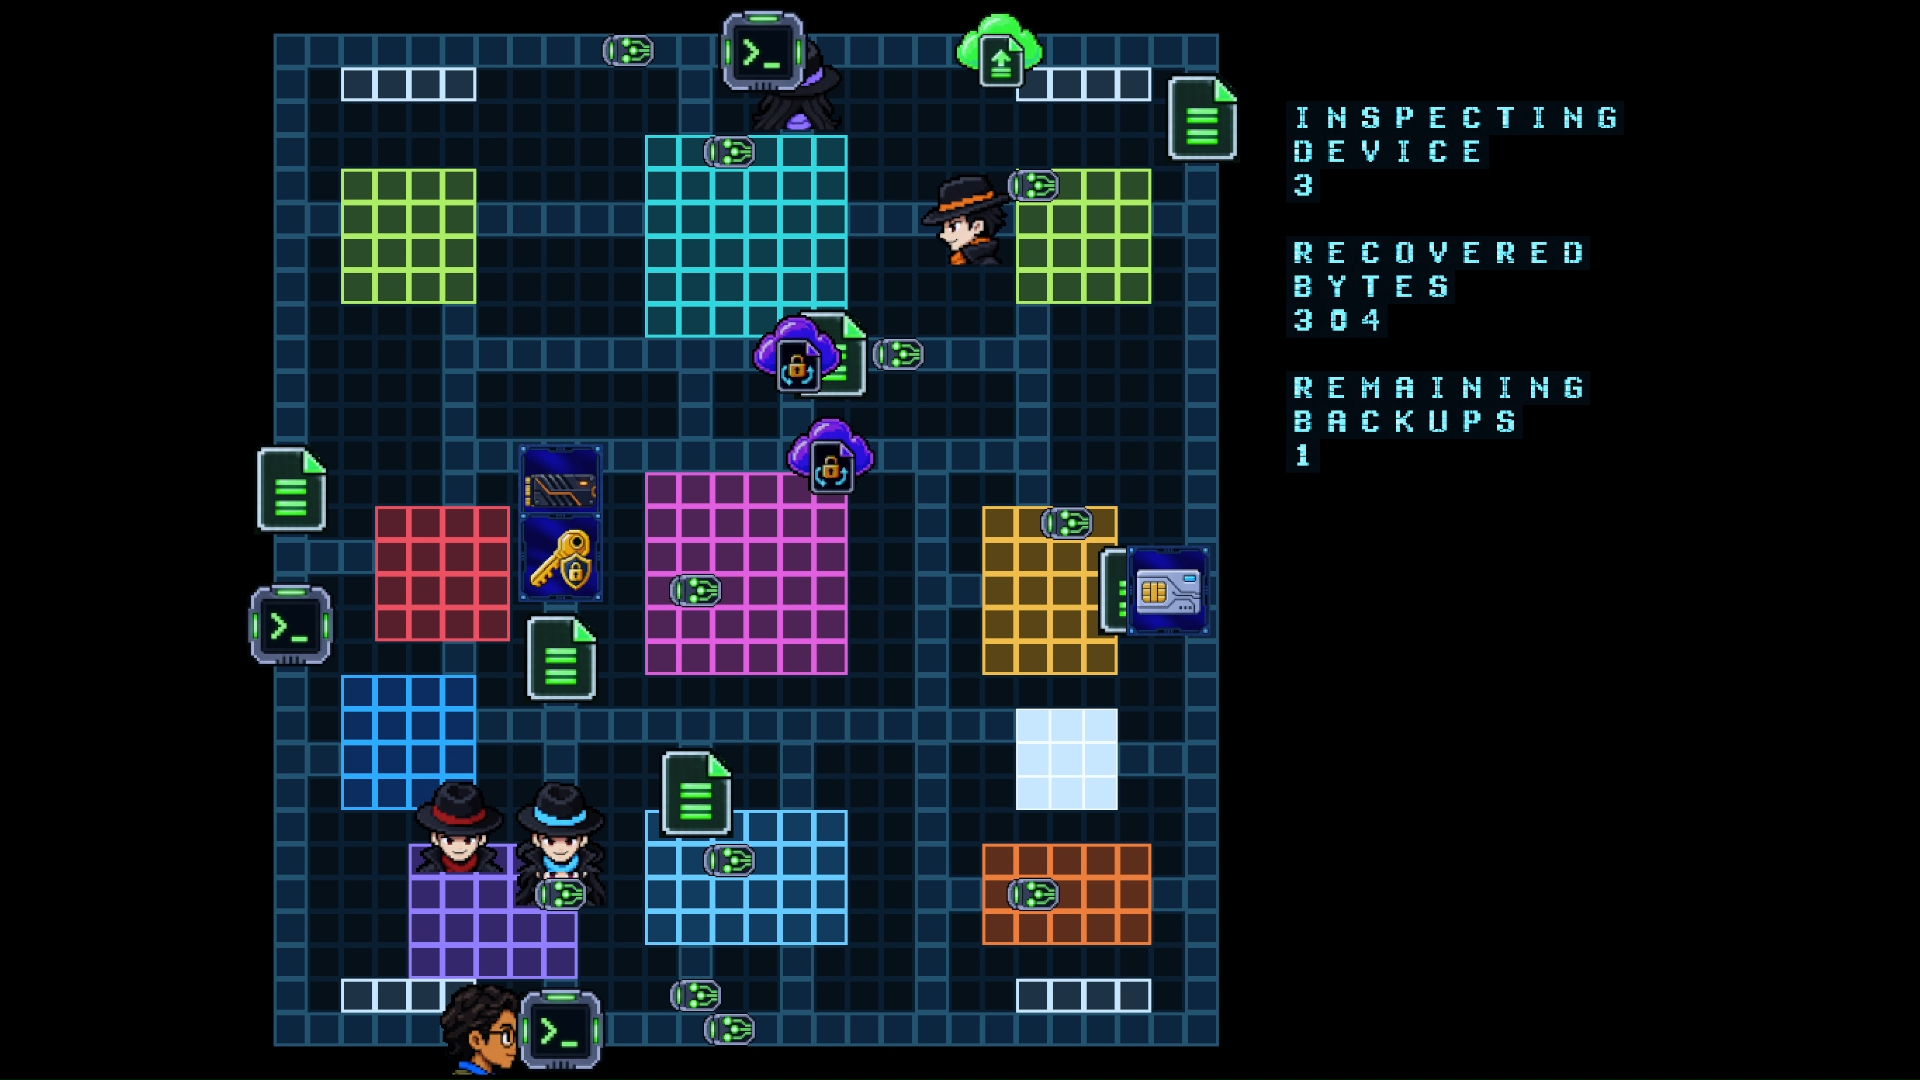 INSPECTING
DEVICE
3
RECOVERED
BYTES
304
REMAINING
BACKUPS
1